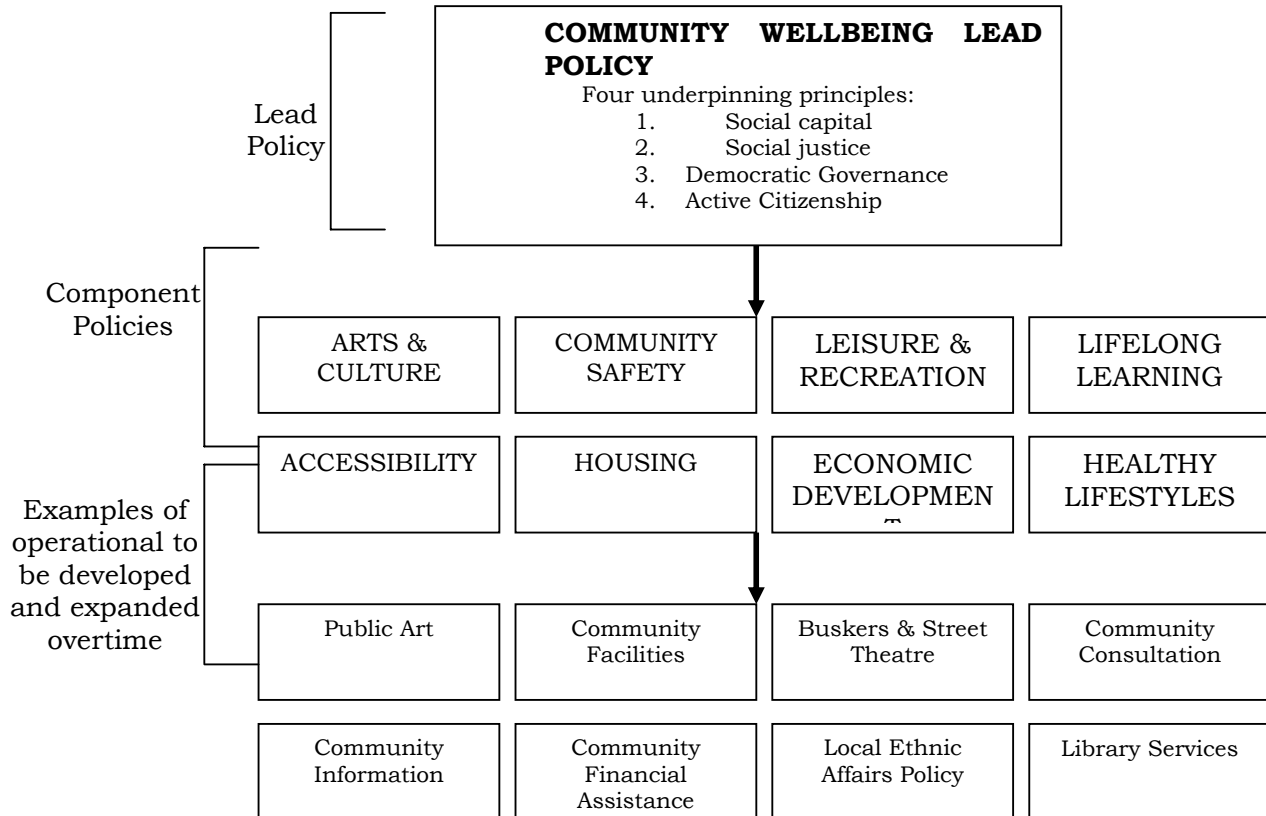 COMMUNITY WELLBEING LEAD
POLICY
Four underpinning principles:
1. Social capital
2. Social justice
3. Democratic Governance
4. Active Citizenship
Lead
Policy
Component
Policies
ARTS &
CULTURE
COMMUNITY
SAFETY
LEISURE &
RECREATION
LIFELONG
LEARNING
ACCESSIBILITY
HOUSING
ECONOMIC
DEVELOPMEN
T
HEALTHY
LIFESTYLES
Examples of
operational to
be developed
and expanded
overtime
Public Art
Community
Facilities
Buskers & Street
Theatre
Community
Consultation
Community
Information
Community
Financial
Assistance
Local Ethnic
Affairs Policy
Library Services